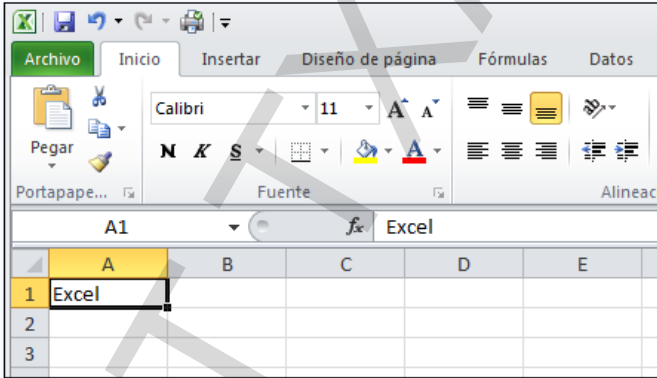 Archivo Inicio Insertar Diseño de página Fórmulas Datos
Calibri 11 A A
Pegar N K S A
Portapape... Fuente Alineac
A1 fx Excel
A B C D E
1 Excel
2
3